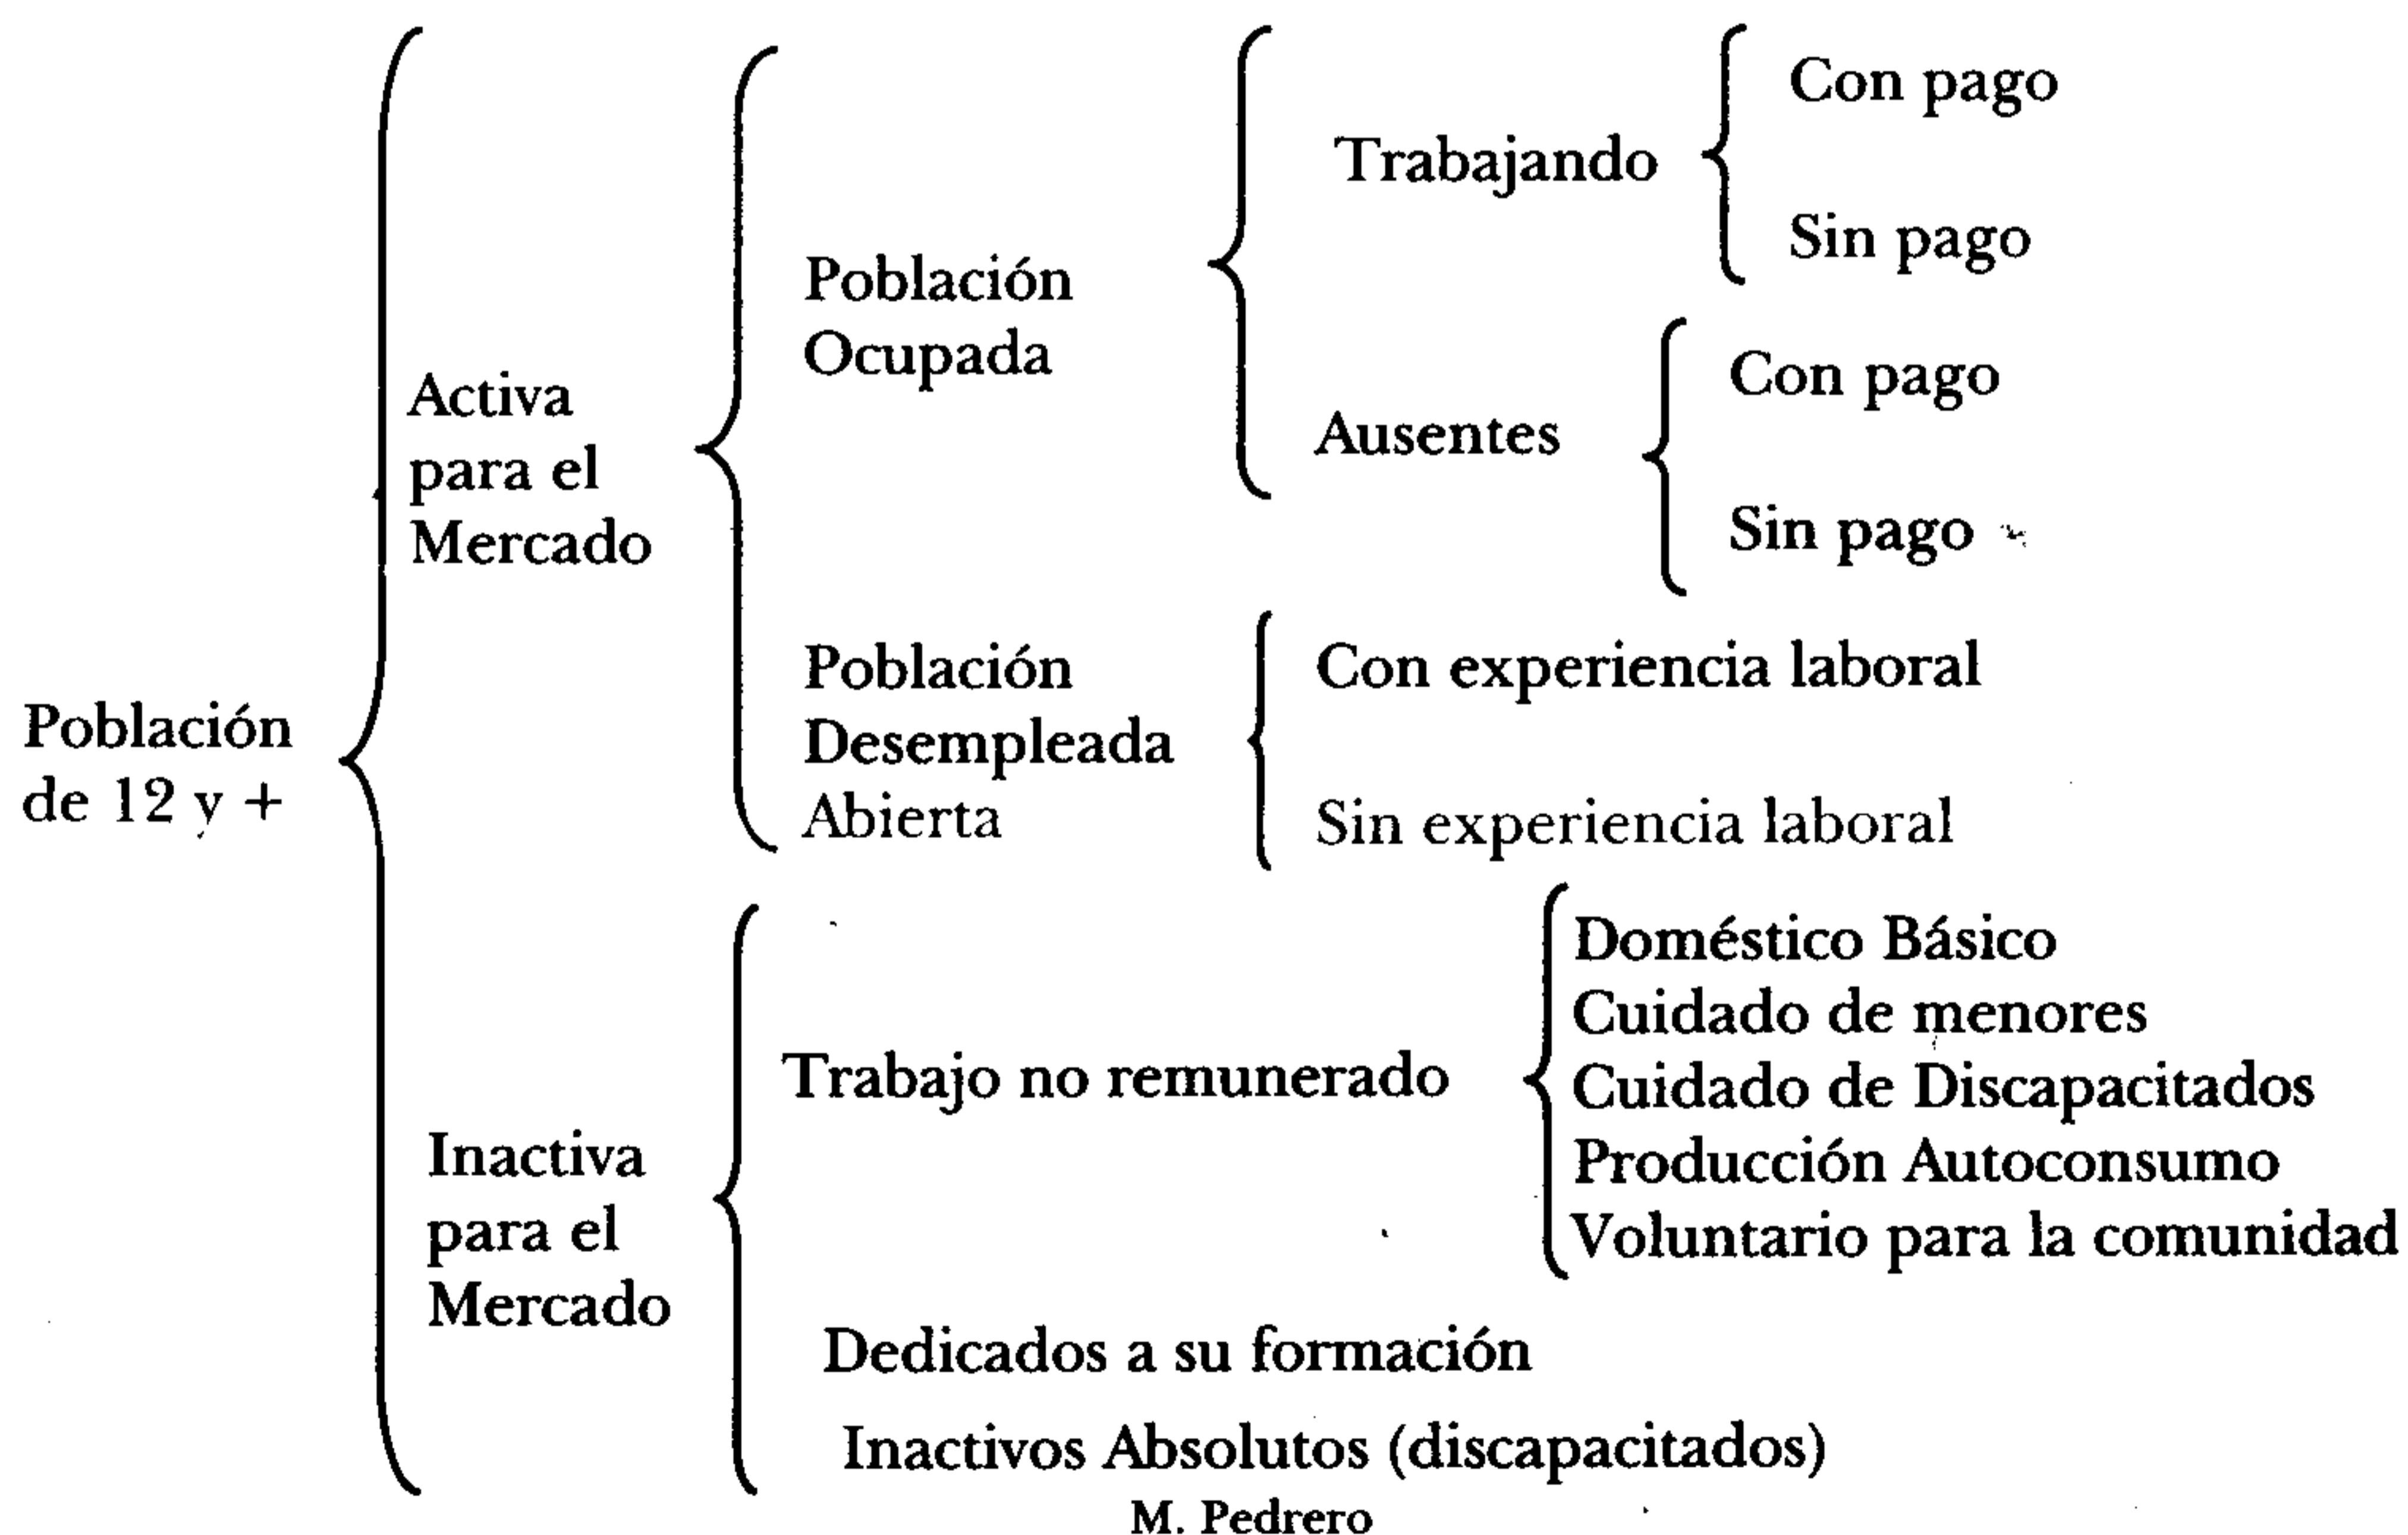 Población
de 12 y +
Activa
para el
Mercado
Población
Ocupada
Trabajando
Con pago
Sin pago
Ausentes
Con pago
Sin pago
Población
Desempleada
Abierta
Con experiencia laboral
Sin experiencia laboral
Inactiva
para el
Mercado
Trabajo no remunerado
Doméstico Básico
Cuidado de menores
Cuidado de Discapacitados
Producción Autoconsumo
Voluntario para la comunidad
Dedicados a su formación
Inactivos Absolutos (discapacitados)
M. Pedrero